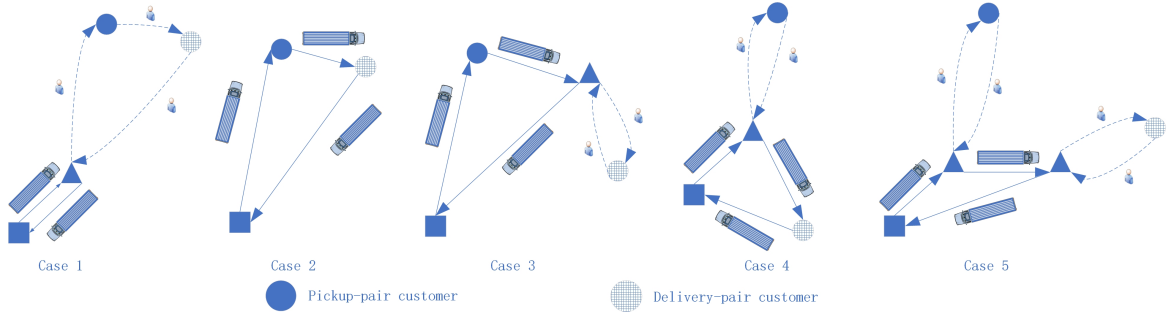 Case 1
Case 2
Case 3
Case 4
Case 5
Pickup-pair customer
Delivery-pair customer